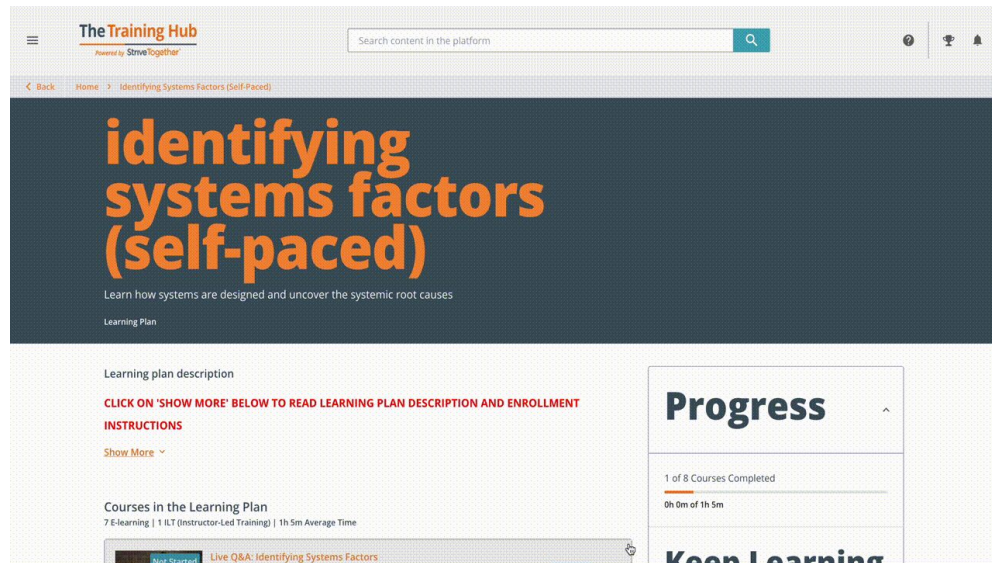 The Training Hub
Powered by StriveTogether
Search content in the platform
Back Home > Identifying Systems Factors (Self-Paced)
identifying
systems factors
(self-paced)
Learn how systems are designed and uncover the systemic root causes
Learning Plan
Learning plan description
CLICK ON 'SHOW MORE' BELOW TO READ LEARNING PLAN DESCRIPTION AND ENROLLMENT
INSTRUCTIONS
Show More
Courses in the Learning Plan
7 E-learning | 1 ILT (Instructor-Led Training) | 1h 5m Average Time
Not Started
Live Q&A: Identifying Systems Factors
Progress
1 of 8 Courses Completed
0h 0m of 1h 5m
Keep Learning